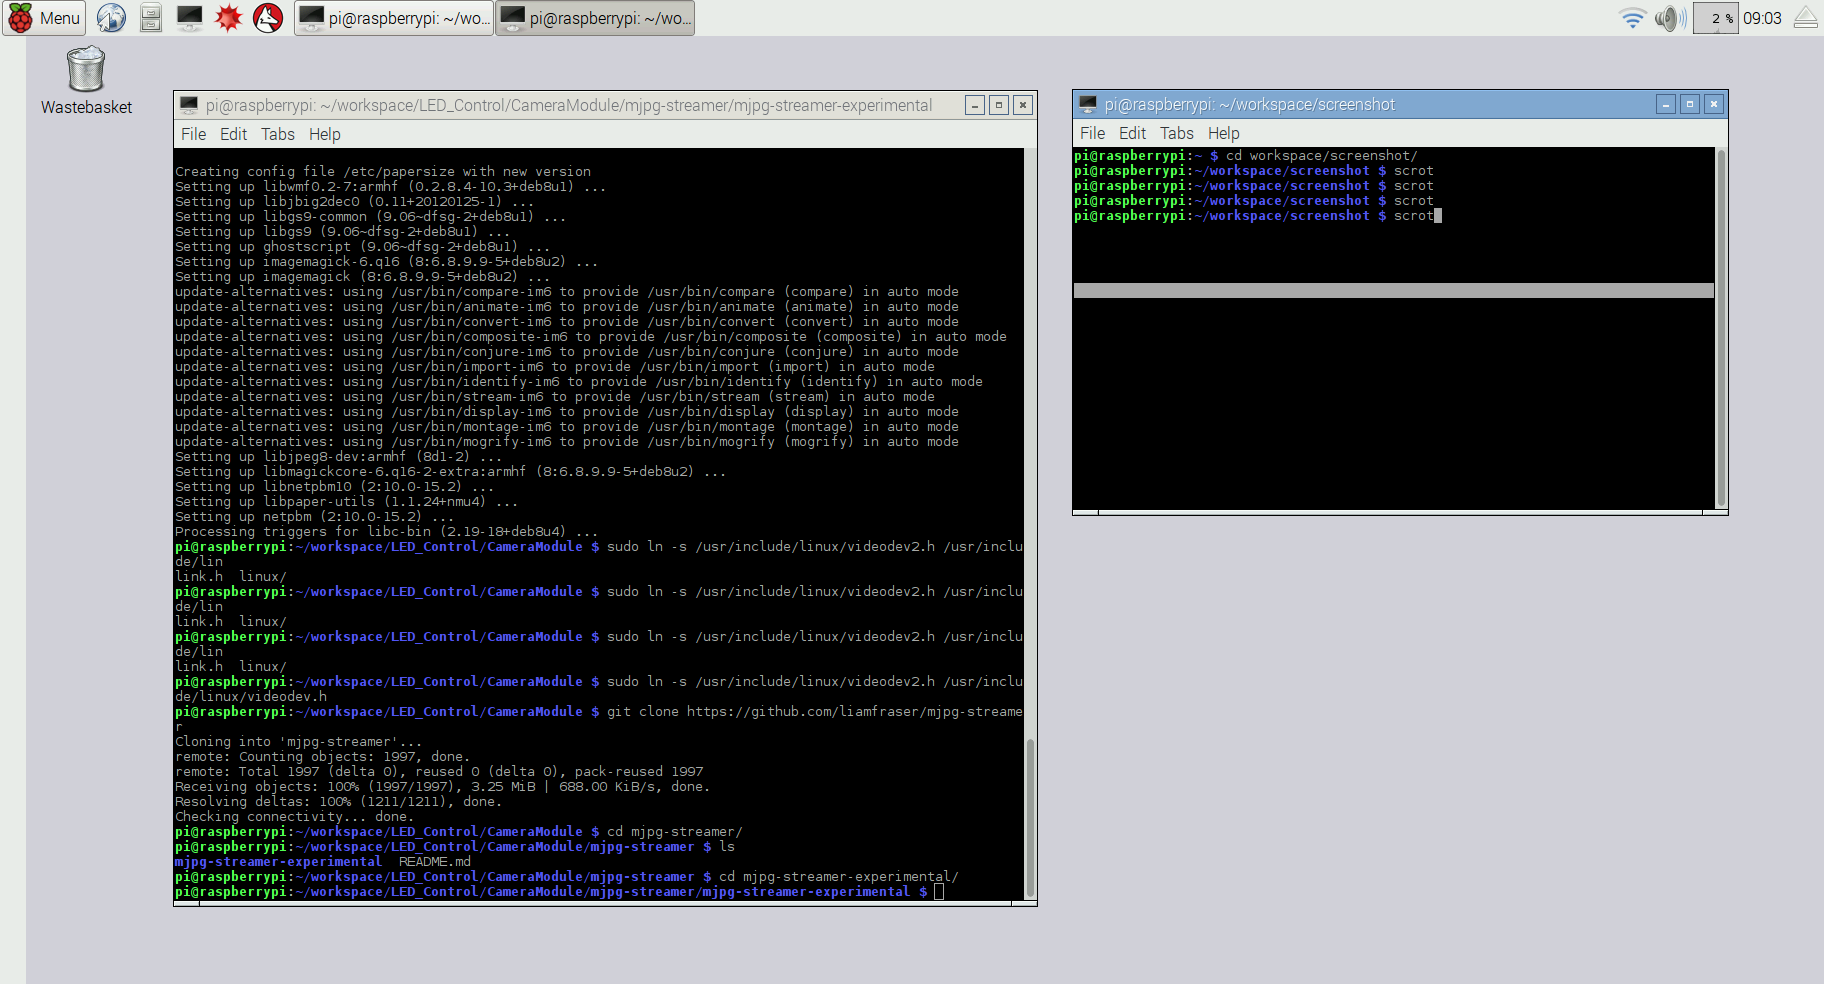 Menu
pi@raspberrypi: ~/wo...
pi@raspberrypi: ~/wo...
2 %
09:03
Wastebasket
pi@raspberrypi: ~/workspace/LED_Control/CameraModule/mjpg-streamer/mjpg-streamer-experimental
File Edit Tabs Help
Creating config file /etc/papersize with new version
Setting up libwmf0.2-7:armhf (0.2.8.4-10.3+deb8u1) ...
Setting up libjbig2dec0 (0.11+20120125-1) ...
Setting up libgs9-common (9.06~dfsg-2+deb8u1) ...
Setting up libgs9 (9.06~dfsg-2+deb8u1) ...
Setting up ghostscript (9.06~dfsg-2+deb8u1) ...
Setting up imagemagick-6.q16 (8:6.8.9.9-5+deb8u2) ...
Setting up imagemagick (8:6.8.9.9-5+deb8u2) ...
update-alternatives: using /usr/bin/compare-im6 to provide /usr/bin/compare (compare) in auto mode
update-alternatives: using /usr/bin/animate-im6 to provide /usr/bin/animate (animate) in auto mode
update-alternatives: using /usr/bin/convert-im6 to provide /usr/bin/convert (convert) in auto mode
update-alternatives: using /usr/bin/composite-im6 to provide /usr/bin/composite (composite) in auto mode
update-alternatives: using /usr/bin/conjure-im6 to provide /usr/bin/conjure (conjure) in auto mode
update-alternatives: using /usr/bin/import-im6 to provide /usr/bin/import (import) in auto mode
update-alternatives: using /usr/bin/identify-im6 to provide /usr/bin/identify (identify) in auto mode
update-alternatives: using /usr/bin/stream-im6 to provide /usr/bin/stream (stream) in auto mode
update-alternatives: using /usr/bin/display-im6 to provide /usr/bin/display (display) in auto mode
update-alternatives: using /usr/bin/montage-im6 to provide /usr/bin/montage (montage) in auto mode
update-alternatives: using /usr/bin/mogrify-im6 to provide /usr/bin/mogrify (mogrify) in auto mode
Setting up libjpeg8-dev:armhf (8d1-2) ...
Setting up libmagickcore-6.q16-2-extra:armhf (8:6.8.9.9-5+deb8u2) ...
Setting up libnetpbm10 (2:10.0-15.2) ...
Setting up libpaper-utils (1.1.24+nmu4) ...
Setting up netpbm (2:10.0-15.2) ...
Processing triggers for libc-bin (2.19-18+deb8u4) ...
pi@raspberrypi:~/workspace/LED_Control/CameraModule $ sudo ln -s /usr/include/linux/videodev2.h /usr/inclu
de/lin
link.h  linux/
pi@raspberrypi:~/workspace/LED_Control/CameraModule $ sudo ln -s /usr/include/linux/videodev2.h /usr/inclu
de/lin
link.h  linux/
pi@raspberrypi:~/workspace/LED_Control/CameraModule $ sudo ln -s /usr/include/linux/videodev2.h /usr/inclu
de/lin
link.h  linux/
pi@raspberrypi:~/workspace/LED_Control/CameraModule $ sudo ln -s /usr/include/linux/videodev2.h /usr/inclu
de/linux/videodev.h
pi@raspberrypi:~/workspace/LED_Control/CameraModule $ git clone https://github.com/liamfraser/mjpg-streame
r
Cloning into 'mjpg-streamer'...
remote: Counting objects: 1997, done.
remote: Total 1997 (delta 0), reused 0 (delta 0), pack-reused 1997
Receiving objects: 100% (1997/1997), 3.25 MiB | 688.00 KiB/s, done.
Resolving deltas: 100% (1211/1211), done.
Checking connectivity... done.
pi@raspberrypi:~/workspace/LED_Control/CameraModule $ cd mjpg-streamer/
pi@raspberrypi:~/workspace/LED_Control/CameraModule/mjpg-streamer $ ls
mjpg-streamer-experimental  README.md
pi@raspberrypi:~/workspace/LED_Control/CameraModule/mjpg-streamer $ cd mjpg-streamer-experimental/
pi@raspberrypi:~/workspace/LED_Control/CameraModule/mjpg-streamer/mjpg-streamer-experimental $
pi@raspberrypi: ~/workspace/screenshot
File Edit Tabs Help
pi@raspberrypi:~ $ cd workspace/screenshot/
pi@raspberrypi:~/workspace/screenshot $ scrot
pi@raspberrypi:~/workspace/screenshot $ scrot
pi@raspberrypi:~/workspace/screenshot $ scrot
pi@raspberrypi:~/workspace/screenshot $ scrot